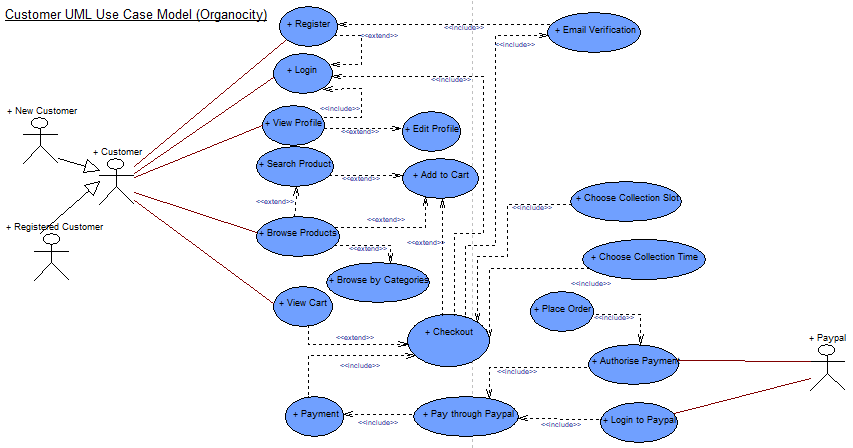 Customer UML Use Case Model (Organocity)
+ Register
<<include>>
+ Email Verification
<<extend>>
<<include>>
+ Login
<<include>>
<<include>>
+ New Customer
+ View Profile
<<extend>>
+ Edit Profile
+ Customer
+ Search Product
<<extend>>
+ Add to Cart
<<extend>>
+ Choose Collection Slot
<<include>>
<<extend>>
+ Registered Customer
+ Browse Products
<<extend>>
<<extend>>
+ Choose Collection Time
+ Browse by Categories
<<include>>
+ View Cart
+ Place Order
<<include>>
+ Checkout
<<extend>>
+ Paypal
<<include>>
+ Authorise Payment
<<include>>
+ Payment
<<include>>
+ Pay through Paypal
<<include>>
+ Login to Paypal